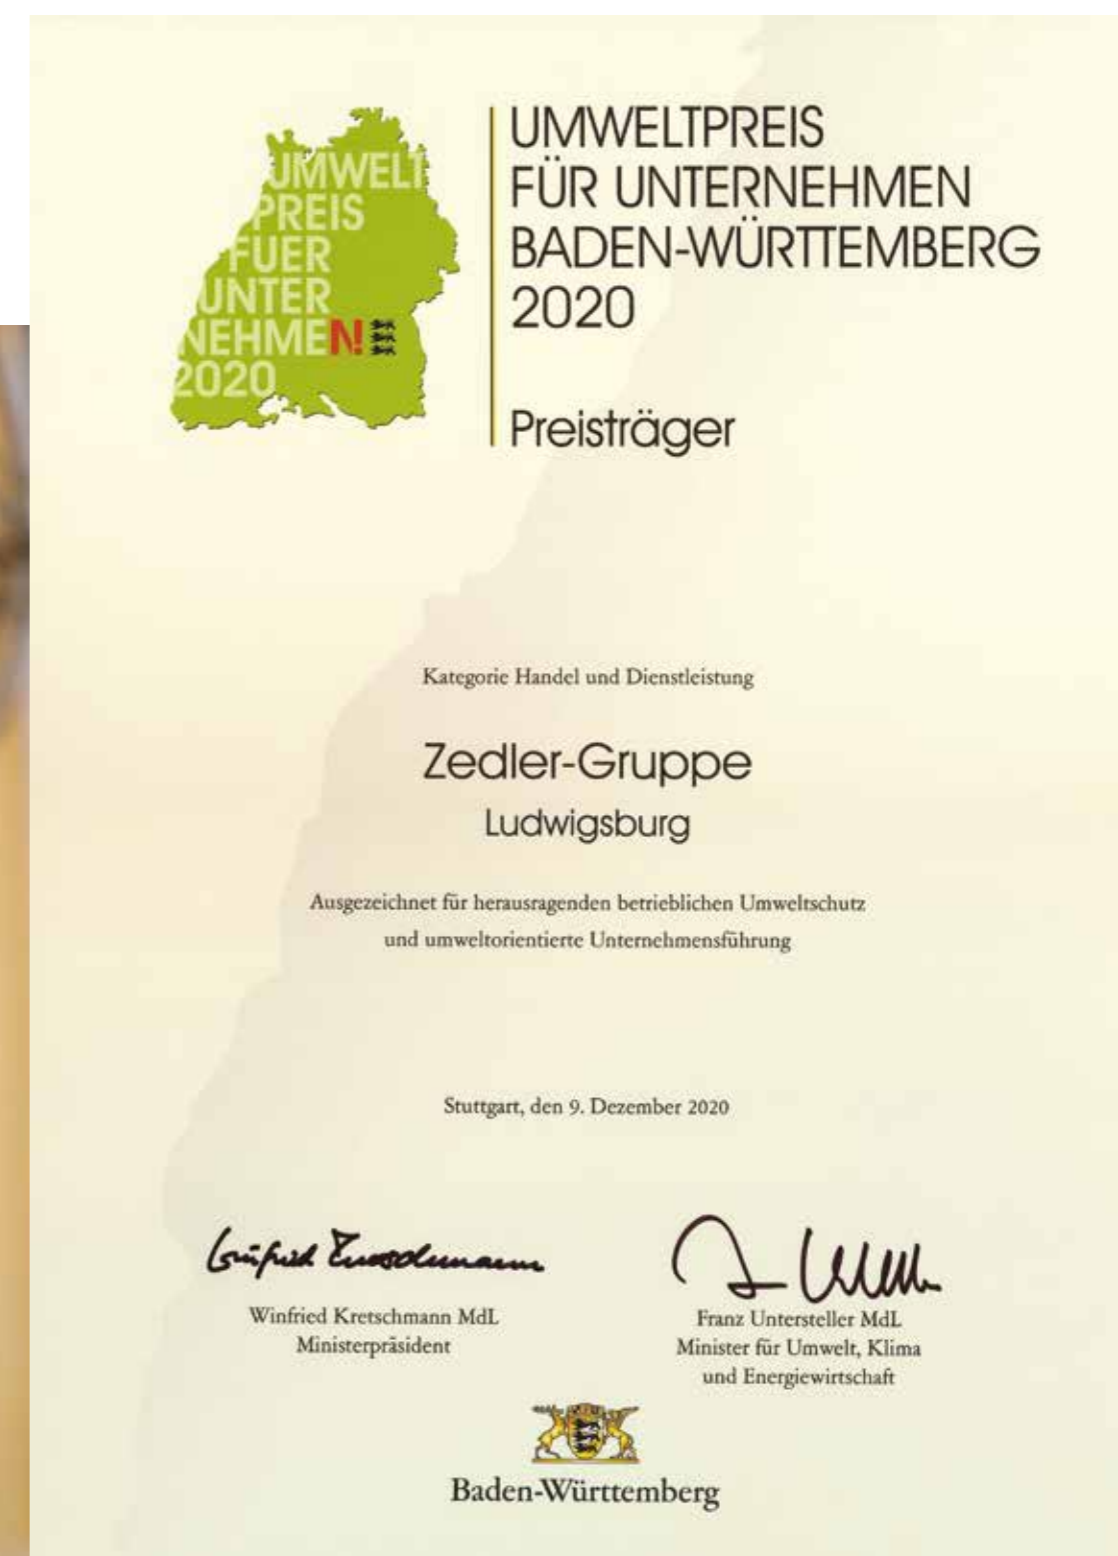 UMWELT
PREIS
FUER
UNTER
NEHMEN!
2020
UMWELTPREIS
FÜR UNTERNEHMEN
BADEN-WÜRTTEMBERG
2020
Preisträger
Kategorie Handel und Dienstleistung
Zedler-Gruppe
Ludwigsburg
Ausgezeichnet für herausragenden betrieblichen Umweltschutz
und umweltorientierte Unternehmensführung
Stuttgart, den 9. Dezember 2020
Winfried Kretschmann
Winfried Kretschmann MdL
Ministerpräsident
Franz Untersteller MdL
Minister für Umwelt, Klima
und Energiewirtschaft
Baden-Württemberg